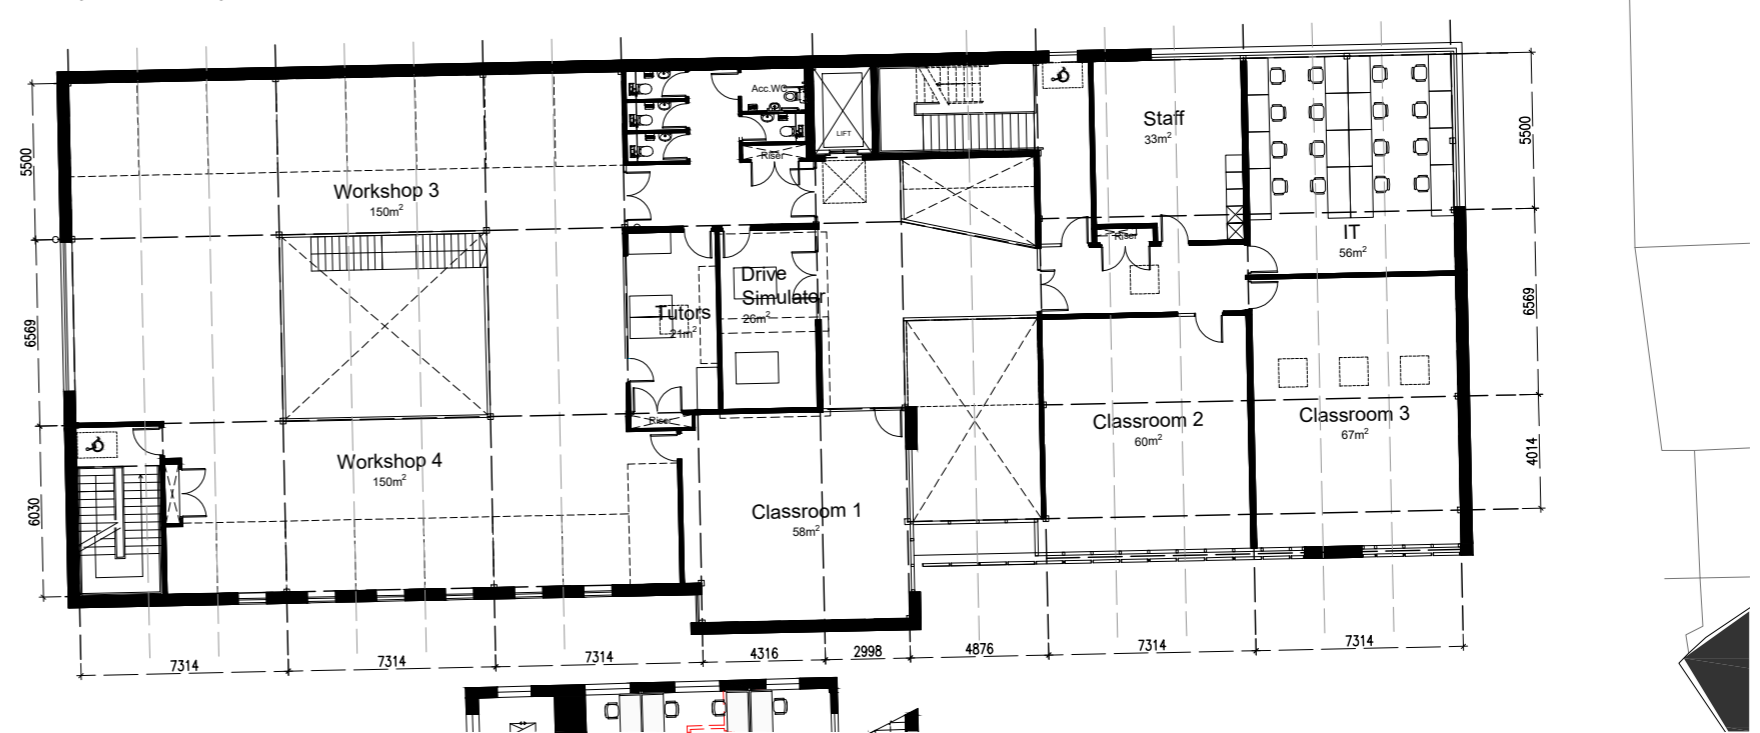 Acc.WC
LIFT
Riser
Staff
33m²
Workshop 3
150m²
IT
56m²
Riser
Drive
Simulator
26m²
Tutors
21m²
Riser
Classroom 2
60m²
Classroom 3
67m²
Workshop 4
150m²
Classroom 1
58m²
5500
6569
6030
5500
6569
4014
7314
7314
7314
4316
2998
4876
7314
7314